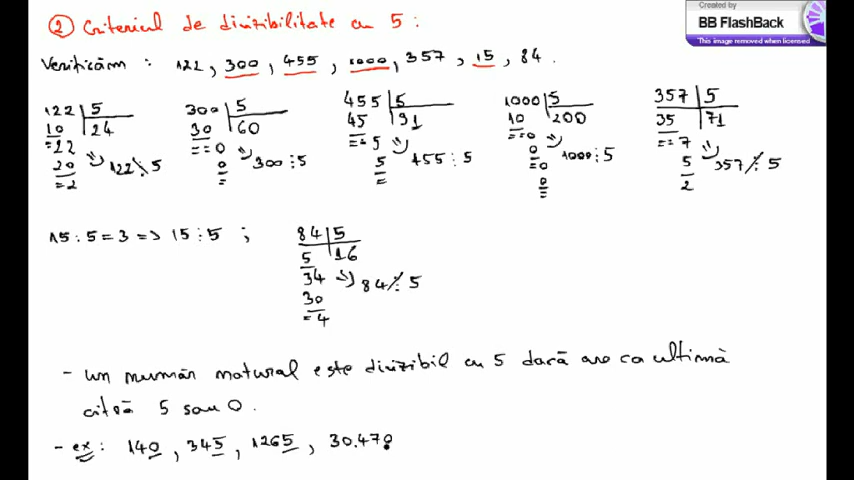 ② Criteriul de divizibilitate cu 5 :
Created by
BB FlashBack
This image removed when licensed
Verificăm : 122 , 300 , 455 , 1000 , 357 , 15 , 84 .
122 | 5
10 | 24
=22
20
=2
=> 122 ⋮̸ 5
300 | 5
30 | 60
==0
0
=
=> 300 ⋮ 5
455 | 5
45 | 91
==5
5
=
=> 455 ⋮ 5
1000 | 5
10 | 200
==0
0
=0
0
=
=> 1000 ⋮ 5
357 | 5
35 | 71
==7
5
2
=> 357 ⋮̸ 5
15 : 5 = 3 => 15 ⋮ 5 ;
84 | 5
5 | 16
34
30
=4
=> 84 ⋮̸ 5
- un număr natural este divizibil cu 5 dacă are ca ultimă
cifră 5 sau 0.
- ex : 140 , 345 , 1265 , 30.470